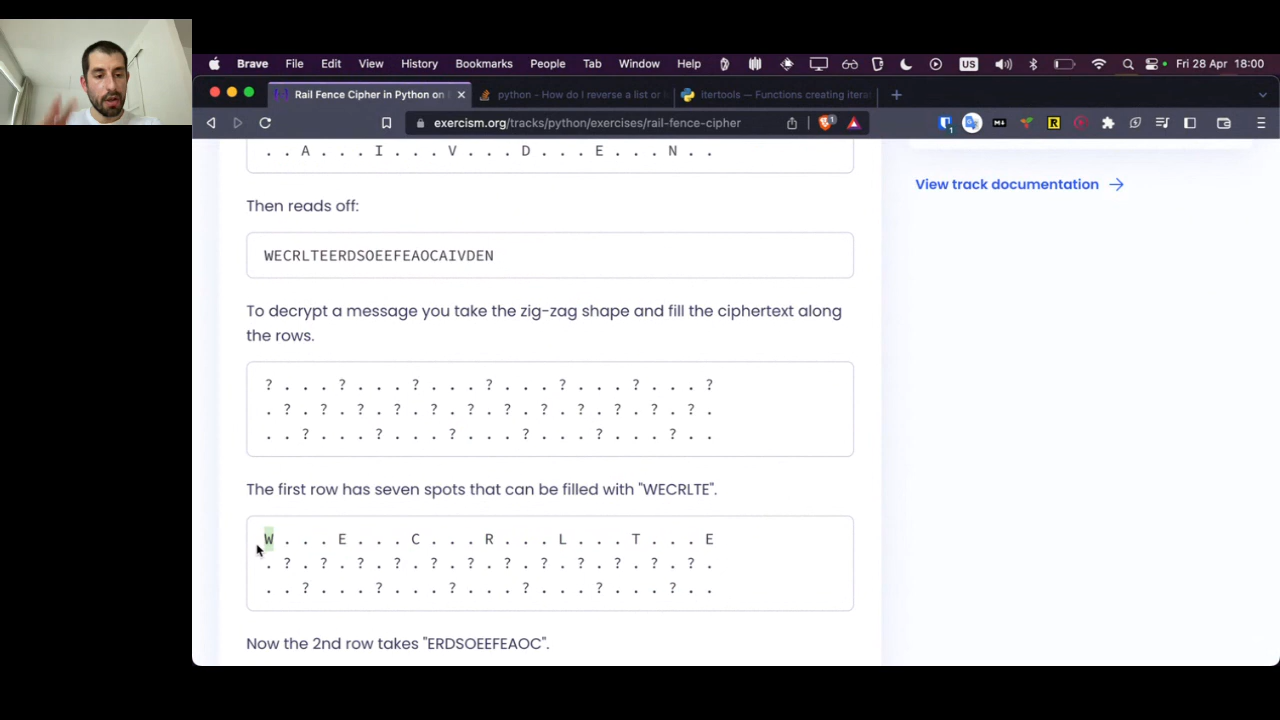 Brave File Edit View History Bookmarks People Tab Window Help US Fri 28 Apr 18:00
Rail Fence Cipher in Python on python - How do I reverse a list or itertools — Functions creating itera
exercism.org/tracks/python/exercises/rail-fence-cipher
. . A . . . I . . . V . . . D . . . E . . . N . .
View track documentation →
Then reads off:
WECRLTEERDSOEEFEAOCAIVDEN
To decrypt a message you take the zig-zag shape and fill the ciphertext along
the rows.
? . . . ? . . . ? . . . ? . . . ? . . . ? . . . ?
. ? . ? . ? . ? . ? . ? . ? . ? . ? . ? . ? . ? .
. . ? . . . ? . . . ? . . . ? . . . ? . . . ? . .
The first row has seven spots that can be filled with "WECRLTE".
W . . . E . . . C . . . R . . . L . . . T . . . E
. ? . ? . ? . ? . ? . ? . ? . ? . ? . ? . ? . ? .
. . ? . . . ? . . . ? . . . ? . . . ? . . . ? . .
Now the 2nd row takes "ERDSOEEFEAOC".